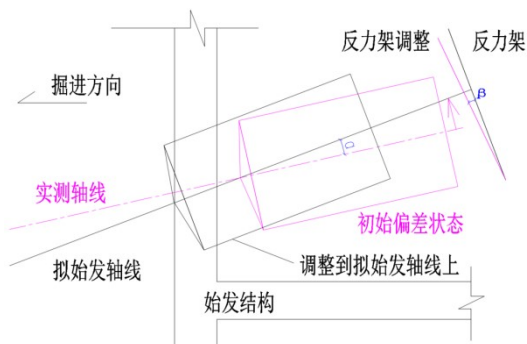 反力架调整
反力架
掘进方向
β
α
实测轴线
初始偏差状态
拟始发轴线
调整到拟始发轴线上
始发结构